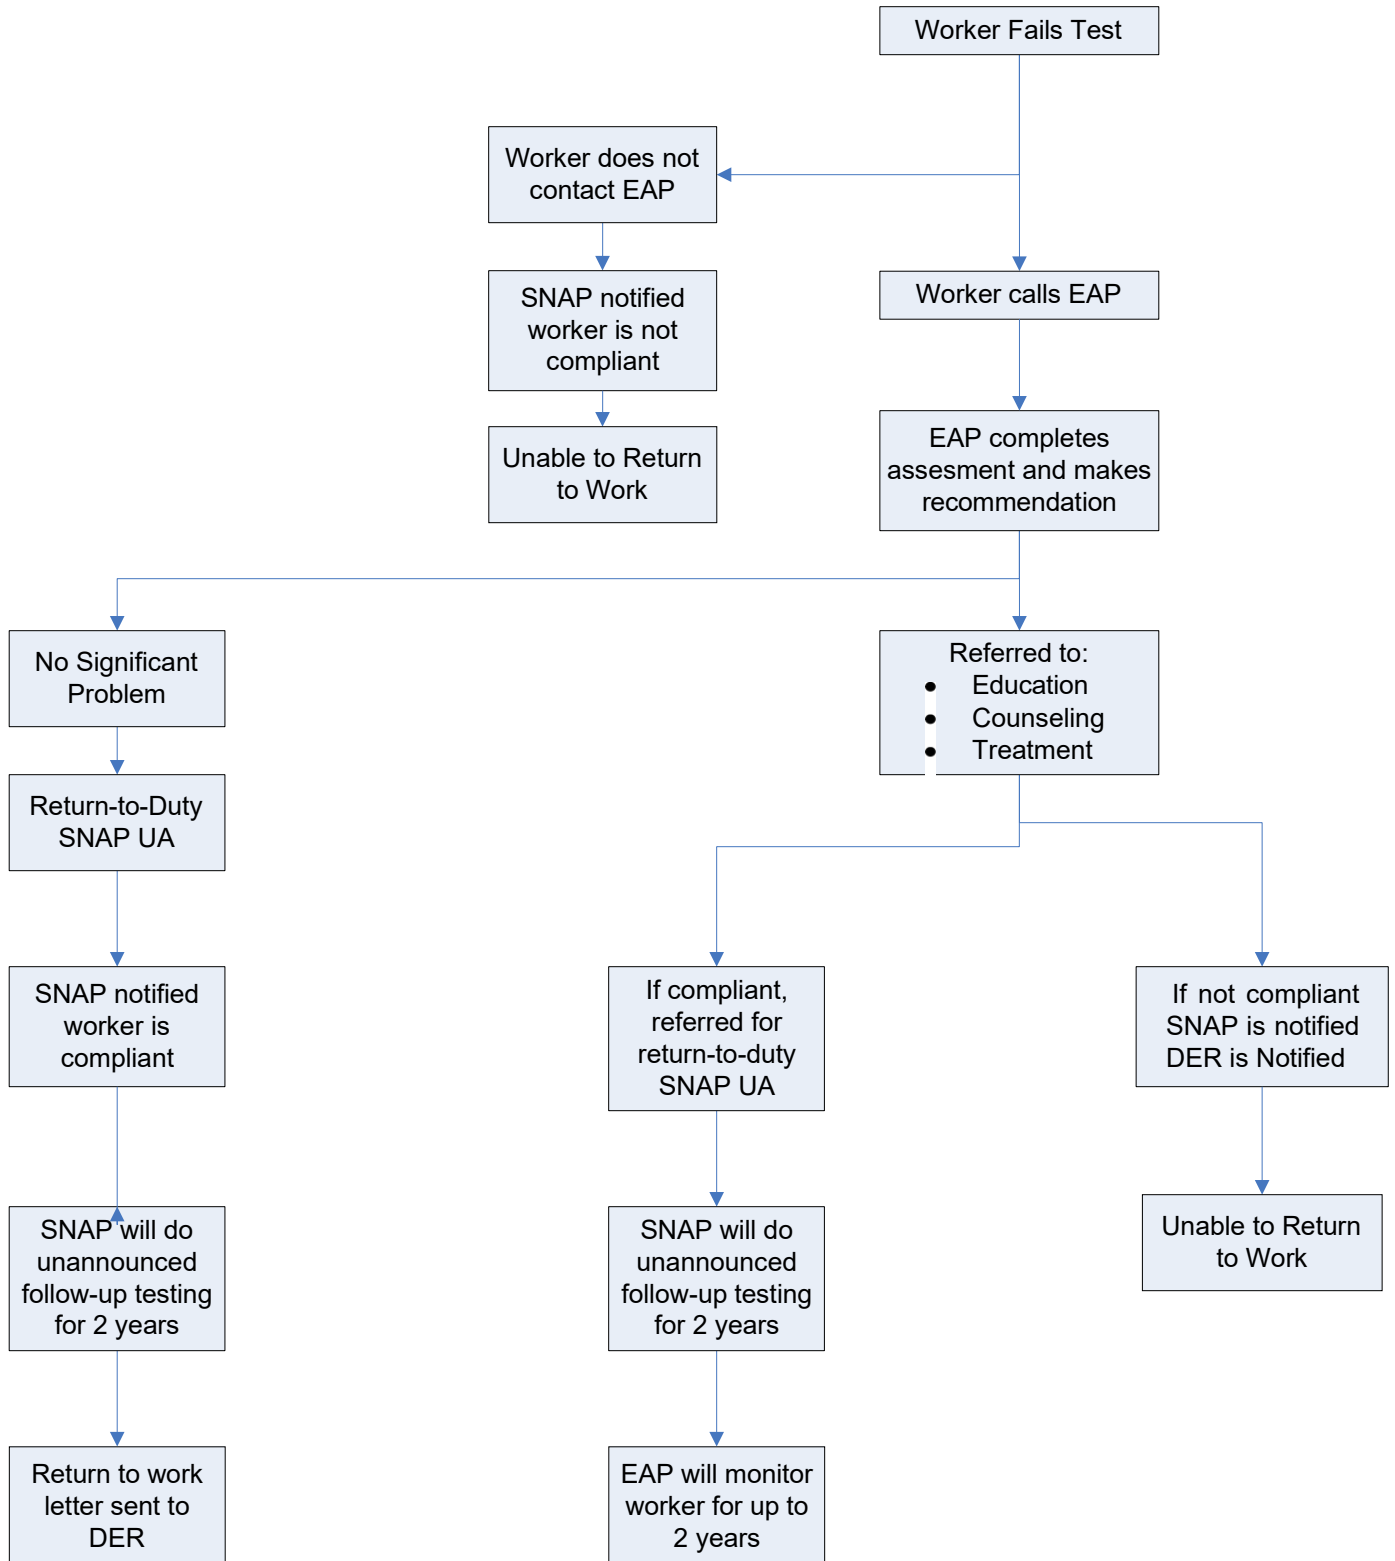 Worker Fails Test
Worker does not
contact EAP
SNAP notified
worker is not
compliant
Unable to Return
to Work
Worker calls EAP
EAP completes
assesment and makes
recommendation
No Significant
Problem
Return-to-Duty
SNAP UA
SNAP notified
worker is
compliant
SNAP will do
unannounced
follow-up testing
for 2 years
Return to work
letter sent to
DER
Referred to:
• Education
• Counseling
• Treatment
If compliant,
referred for
return-to-duty
SNAP UA
SNAP will do
unannounced
follow-up testing
for 2 years
EAP will monitor
worker for up to
2 years
If not compliant
SNAP is notified
DER is Notified
Unable to Return
to Work